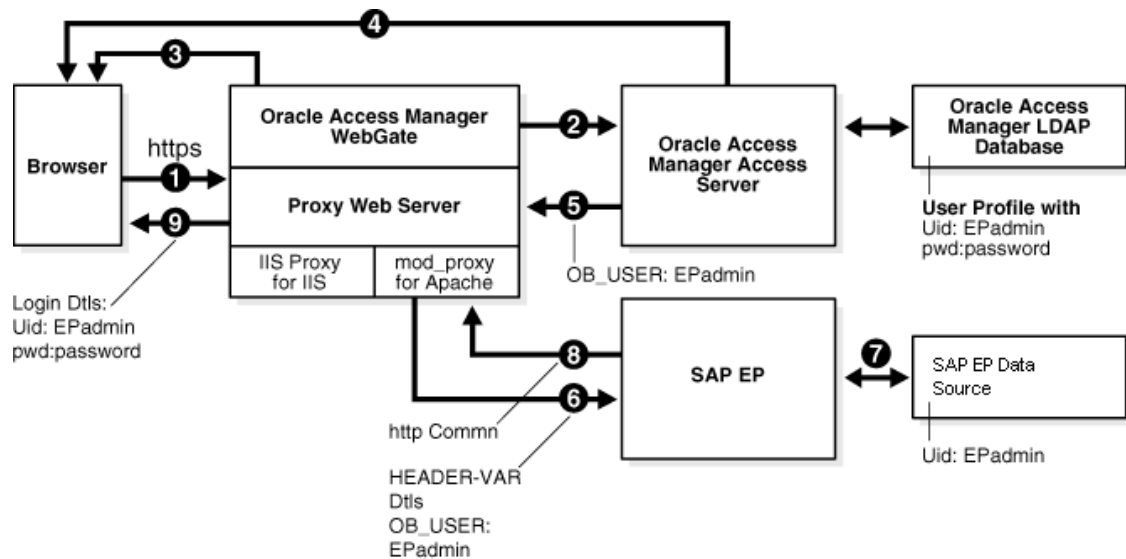 4
3
Oracle Access Manager
WebGate
2
Oracle Access
Manager Access
Server
Oracle Access
Manager LDAP
Database
Browser
https
1
Proxy Web Server
9
5
User Profile with
Uid: EPadmin
pwd:password
IIS Proxy
for IIS
mod_proxy
for Apache
OB_USER: EPadmin
Login Dtls:
Uid: EPadmin
pwd:password
8
SAP EP
7
SAP EP Data
Source
6
http Commn
Uid: EPadmin
HEADER-VAR
Dtls
OB_USER:
EPadmin